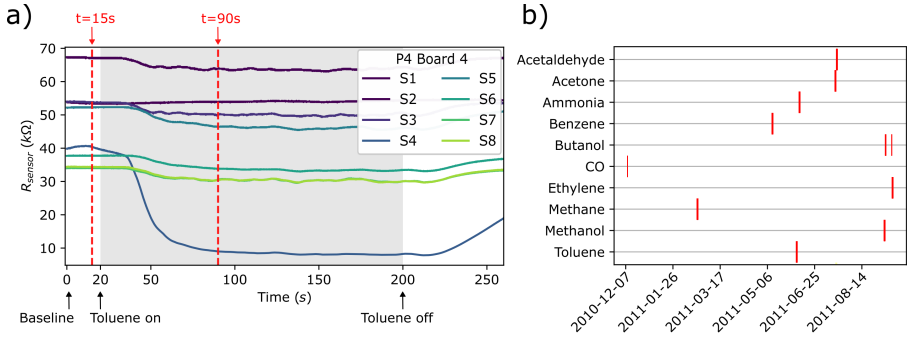 a)
t=15s
t=90s
70
60
50
40
30
20
10
R_sensor (kΩ)
P4 Board 4
S1
S2
S3
S4
S5
S6
S7
S8
0
20
50
100
150
200
250
Time (s)
Baseline
Toluene on
Toluene off
b)
Acetaldehyde
Acetone
Ammonia
Benzene
Butanol
CO
Ethylene
Methane
Methanol
Toluene
2010-12-07
2011-01-26
2011-03-17
2011-05-06
2011-06-25
2011-08-14